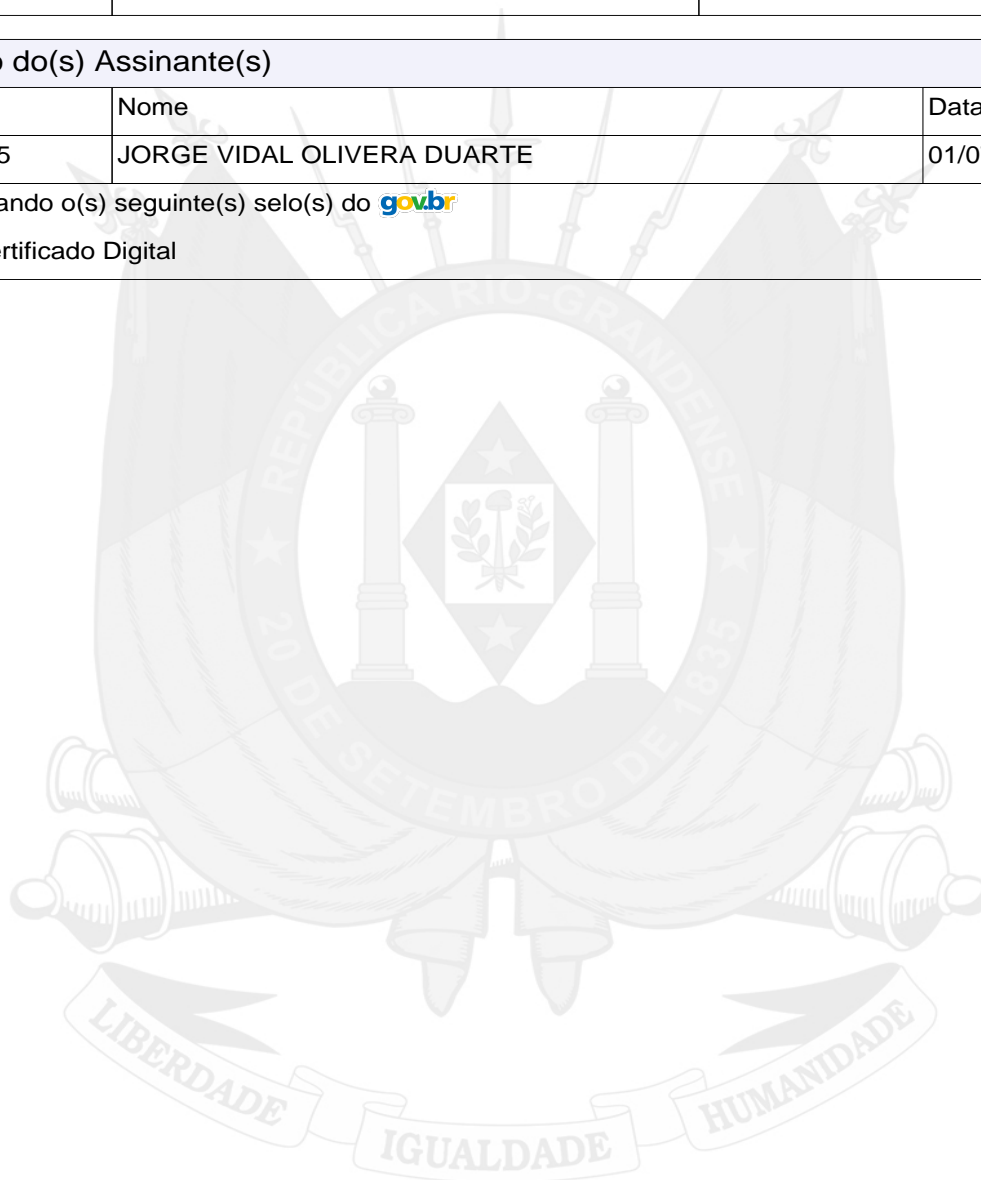 o do(s) Assinante(s)
Nome Data
5 JORGE VIDAL OLIVERA DUARTE 01/0
ando o(s) seguinte(s) selo(s) do gov.br
rtificado Digital
REPÚBLICA RIO-GRANDENSE
20 DE SETEMBRO DE 1835
LIBERDADE IGUALDADE HUMANIDADE